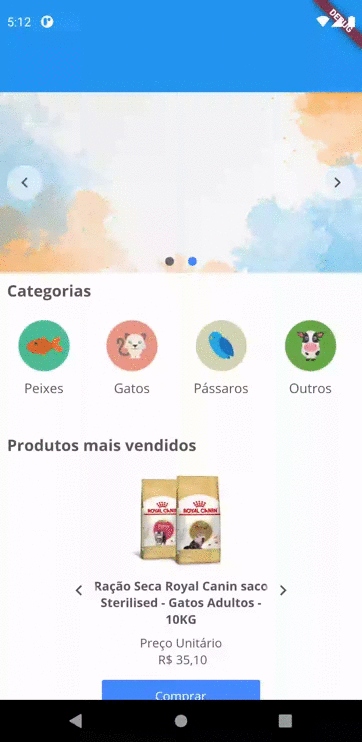 5:12
DEBUG
Categorias
Peixes
Gatos
Pássaros
Outros
Produtos mais vendidos
ROYAL CANIN
ROYAL CANIN
Ração Seca Royal Canin saco
Sterilised - Gatos Adultos -
10KG
Preço Unitário
R$ 35,10
Comprar